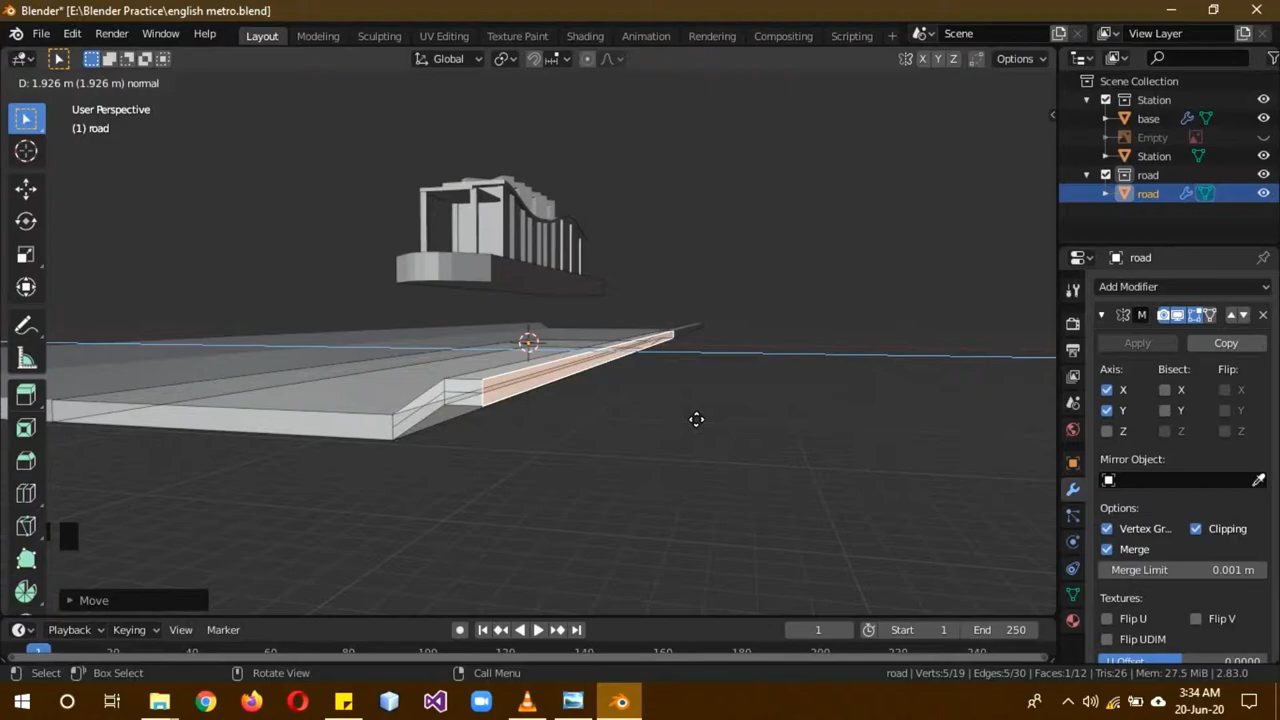 Blender* [E:\Blender Practice\english metro.blend]
File Edit Render Window Help Layout Modeling Sculpting UV Editing Texture Paint Shading Animation Rendering Compositing Scripting + Scene View Layer
Global X Y Z Options
D: 1.926 m (1.926 m) normal
User Perspective
(1) road
Scene Collection
Station
base
Empty
Station
road
road
road
Add Modifier
M
Apply Copy
Axis: Bisect: Flip:
X X X
Y Y Y
Z Z Z
Mirror Object:
Options:
Vertex Gr... Clipping
Merge
Merge Limit 0.001 m
Textures:
Flip U Flip V
Flip UDIM
U Offset 0.0000
Move
Playback Keying View Marker 1 Start 1 End 250
Select Box Select Rotate View Call Menu road | Verts:5/19 | Edges:5/30 | Faces:1/12 | Tris:26 | Mem: 27.5 MiB | 2.83.0
3:34 AM
20-Jun-20